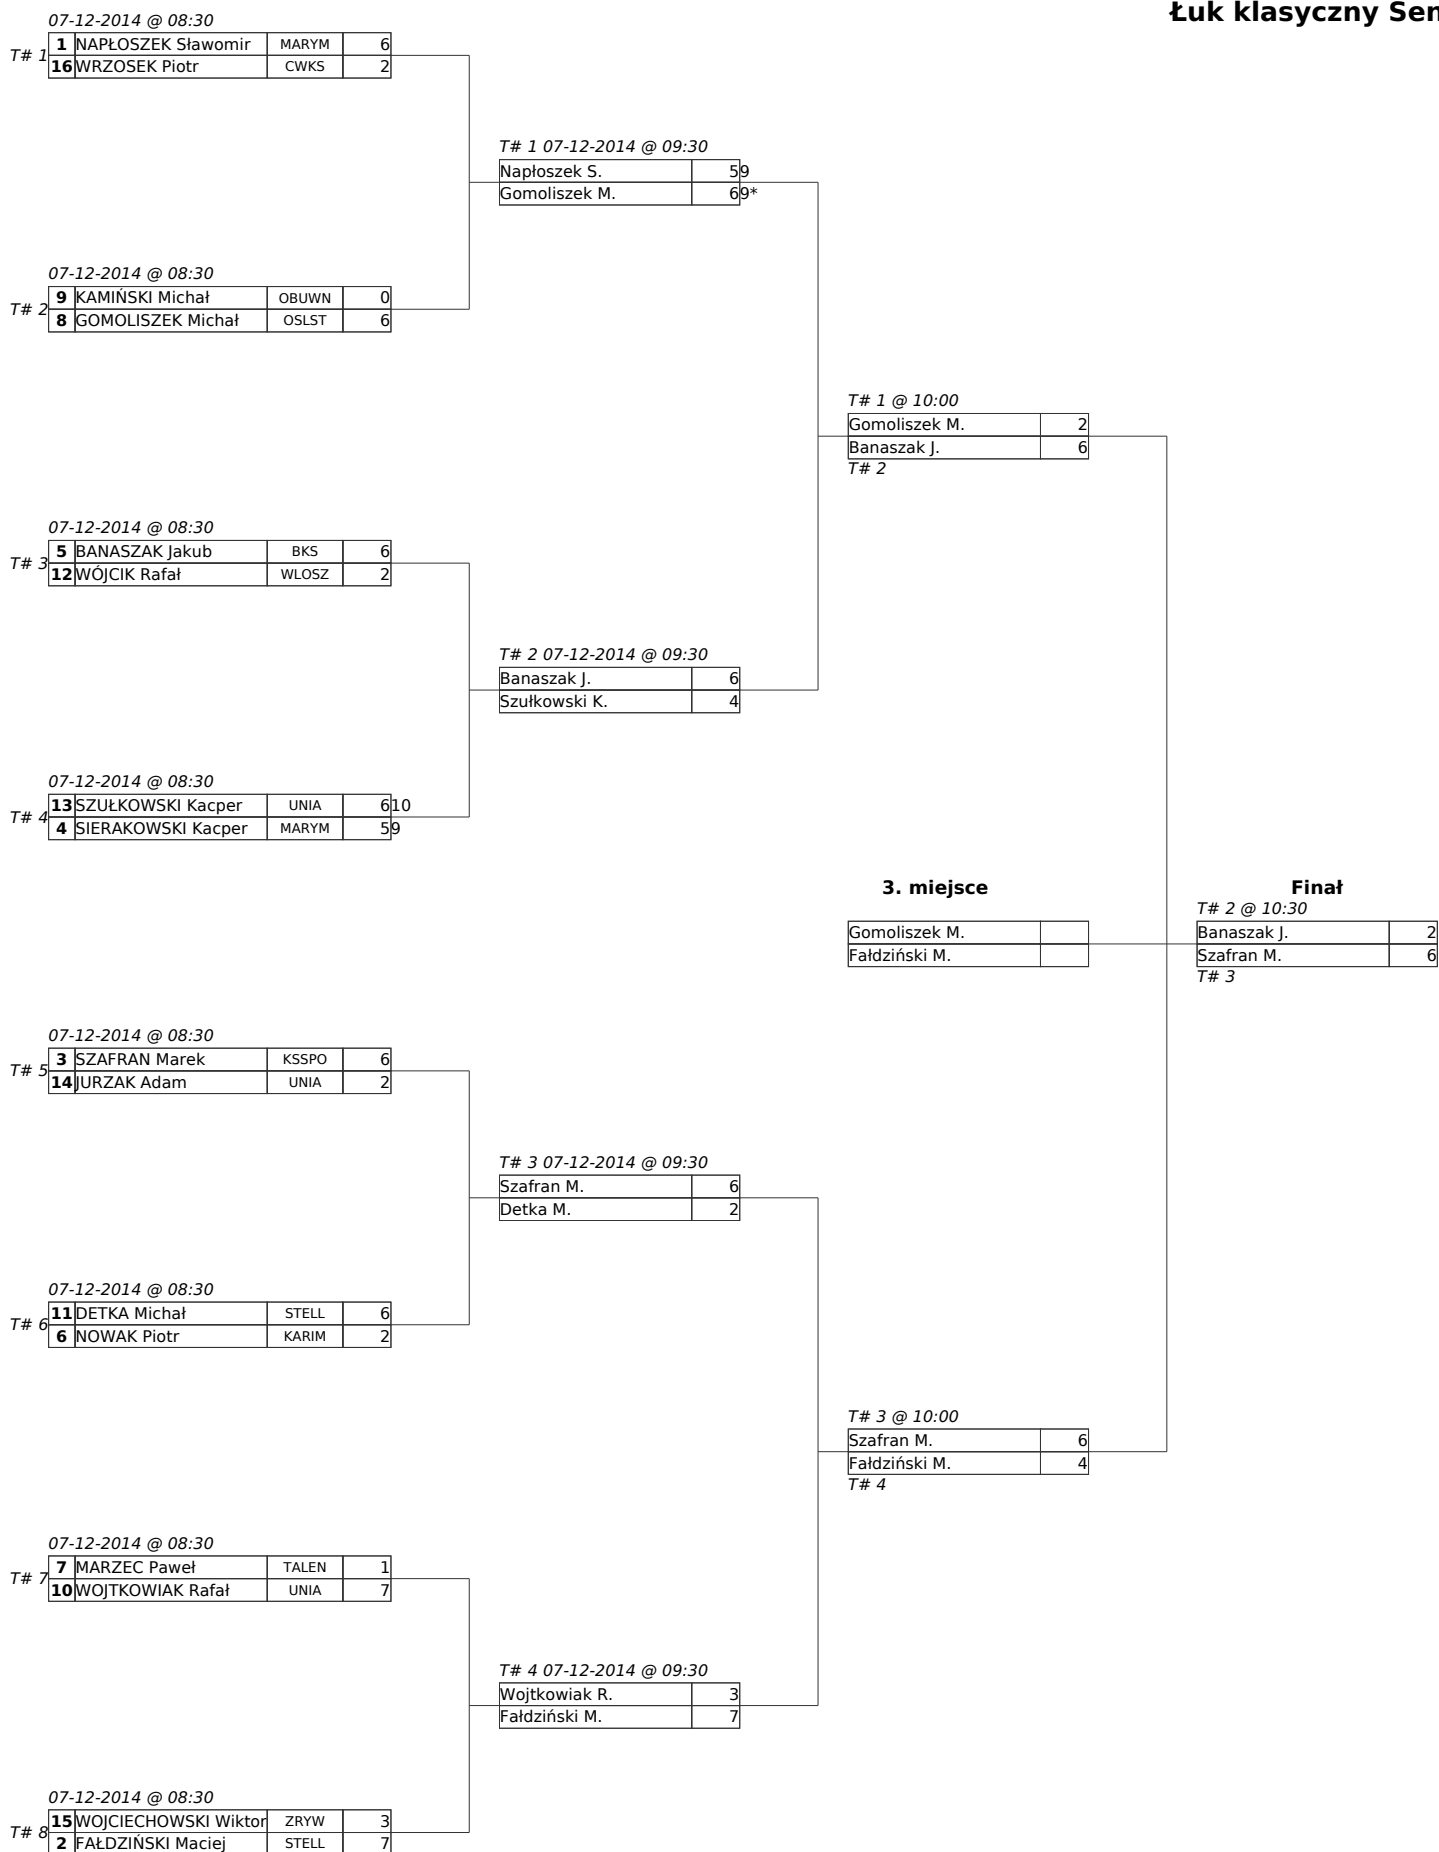 Łuk klasyczny Sen
07-12-2014 @ 08:30
T# 1
1 NAPŁOSZEK Sławomir MARYM 6
16 WRZOSEK Piotr CWKS 2
T# 1 07-12-2014 @ 09:30
Napłoszek S. 59
Gomoliszek M. 69*
07-12-2014 @ 08:30
T# 2
9 KAMIŃSKI Michał OBUWN 0
8 GOMOLISZEK Michał OSLST 6
T# 1 @ 10:00
Gomoliszek M. 2
Banaszak J. 6
T# 2
07-12-2014 @ 08:30
T# 3
5 BANASZAK Jakub BKS 6
12 WÓJCIK Rafał WLOSZ 2
T# 2 07-12-2014 @ 09:30
Banaszak J. 6
Szułkowski K. 4
07-12-2014 @ 08:30
T# 4
13 SZUŁKOWSKI Kacper UNIA 610
4 SIERAKOWSKI Kacper MARYM 59
3. miejsce
Gomoliszek M.
Fałdziński M.
Finał
T# 2 @ 10:30
Banaszak J. 2
Szafran M. 6
T# 3
07-12-2014 @ 08:30
T# 5
3 SZAFRAN Marek KSSPO 6
14 JURZAK Adam UNIA 2
T# 3 07-12-2014 @ 09:30
Szafran M. 6
Detka M. 2
07-12-2014 @ 08:30
T# 6
11 DETKA Michał STELL 6
6 NOWAK Piotr KARIM 2
T# 3 @ 10:00
Szafran M. 6
Fałdziński M. 4
T# 4
07-12-2014 @ 08:30
T# 7
7 MARZEC Paweł TALEN 1
10 WOJTKOWIAK Rafał UNIA 7
T# 4 07-12-2014 @ 09:30
Wojtkowiak R. 3
Fałdziński M. 7
07-12-2014 @ 08:30
T# 8
15 WOJCIECHOWSKI Wiktor ZRYW 3
2 FAŁDZIŃSKI Maciej STELL 7